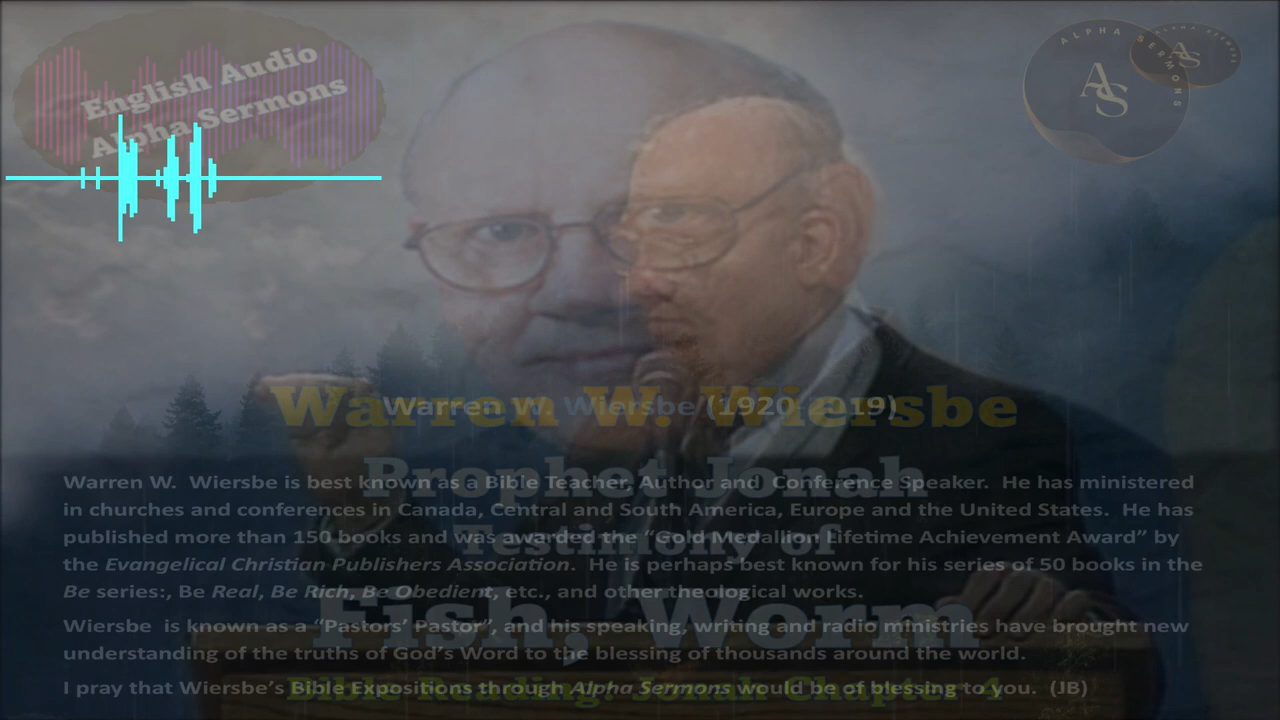 English Audio
Alpha Sermons
ALPHA SERMONS
AS
ALPHA SERMONS
AS
Warren W. Wiersbe
Warren W. Wiersbe (1920 2019)
Prophet Jonah
Warren W. Wiersbe is best known as a Bible Teacher, Author and Conference Speaker. He has ministered
in churches and conferences in Canada, Central and South America, Europe and the United States. He has
Testimony of
published more than 150 books and was awarded the “Gold Medallion Lifetime Achievement Award” by
the Evangelical Christian Publishers Association. He is perhaps best known for his series of 50 books in the
Be series:, Be Real, Be Rich, Be Obedient, etc., and other theological works.
Fish, Worm
Wiersbe is known as a “Pastors’ Pastor”, and his speaking, writing and radio ministries have brought new
understanding of the truths of God’s Word to the blessing of thousands around the world.
Bible Reading: Jonah Chapter 4
I pray that Wiersbe’s Bible Expositions through Alpha Sermons would be of blessing to you. (JB)